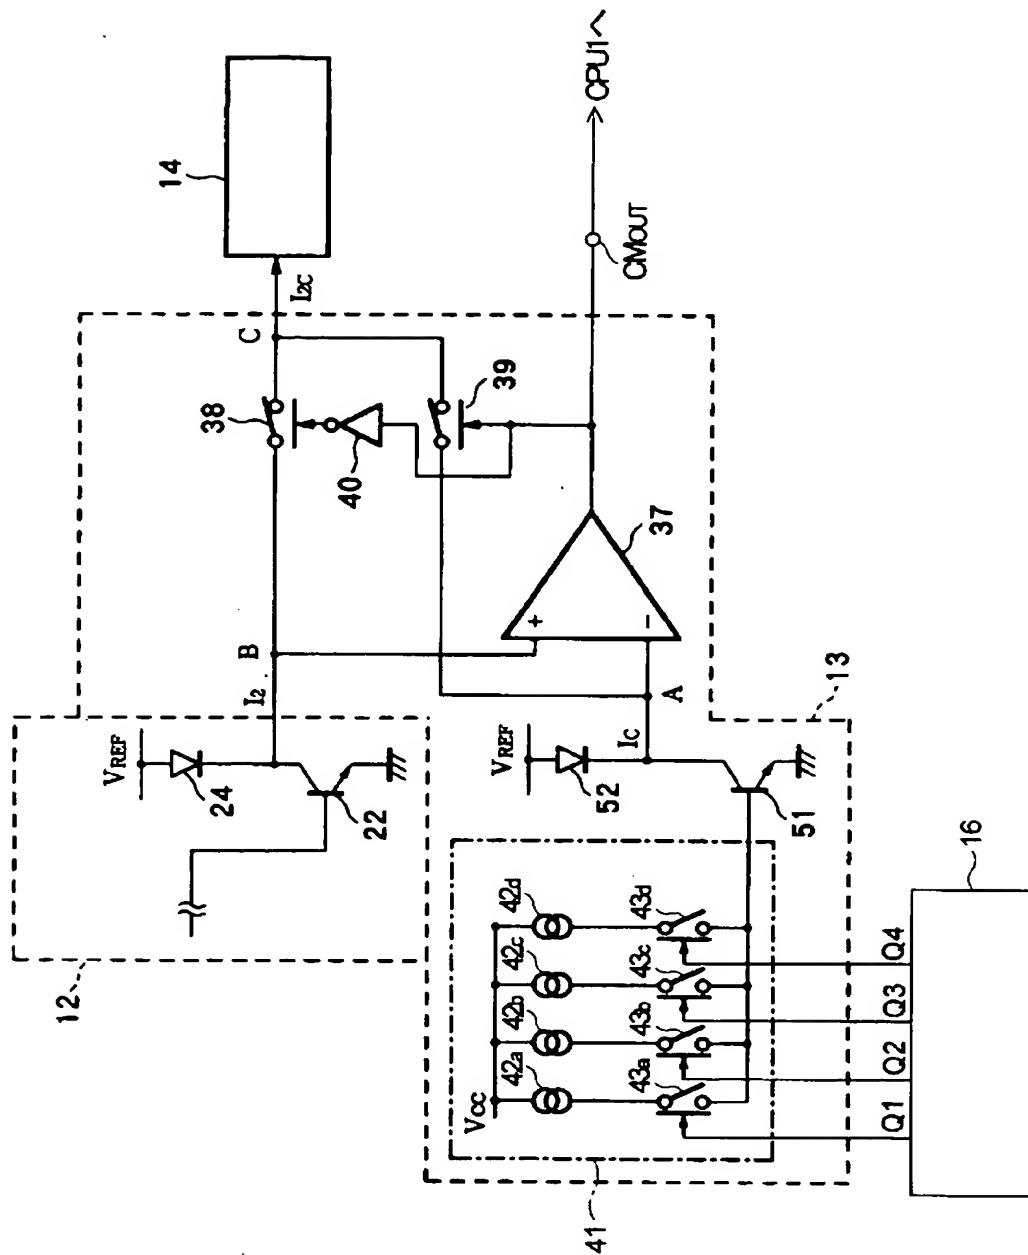 14
I2C
C
38
39
40
CMOUT
CPU1へ
37
+
−
B
I2
A
IC
VREF
24
22
12
VREF
52
51
13
VCC
42a
42b
42c
42d
43a
43b
43c
43d
41
Q1
Q2
Q3
Q4
16